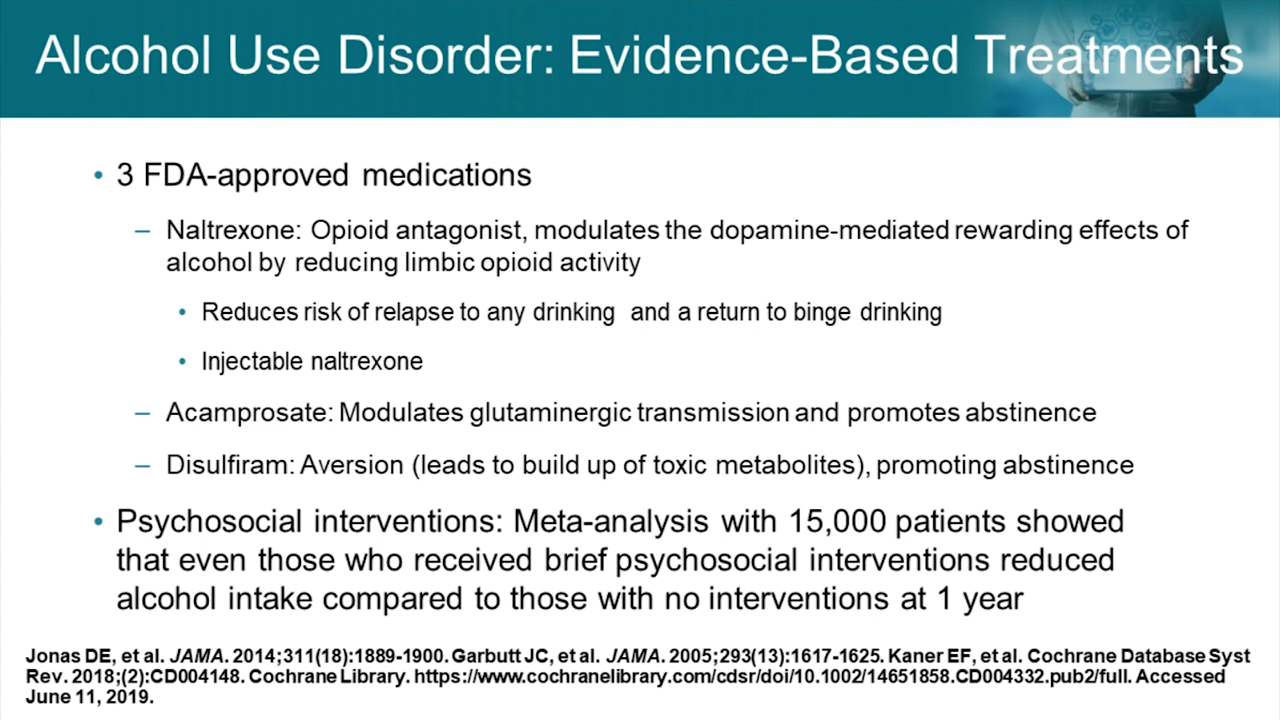 Alcohol Use Disorder: Evidence-Based Treatments
• 3 FDA-approved medications
– Naltrexone: Opioid antagonist, modulates the dopamine-mediated rewarding effects of
alcohol by reducing limbic opioid activity
• Reduces risk of relapse to any drinking and a return to binge drinking
• Injectable naltrexone
– Acamprosate: Modulates glutaminergic transmission and promotes abstinence
– Disulfiram: Aversion (leads to build up of toxic metabolites), promoting abstinence
• Psychosocial interventions: Meta-analysis with 15,000 patients showed
that even those who received brief psychosocial interventions reduced
alcohol intake compared to those with no interventions at 1 year
Jonas DE, et al. JAMA. 2014;311(18):1889-1900. Garbutt JC, et al. JAMA. 2005;293(13):1617-1625. Kaner EF, et al. Cochrane Database Syst
Rev. 2018;(2):CD004148. Cochrane Library. https://www.cochranelibrary.com/cdsr/doi/10.1002/14651858.CD004332.pub2/full. Accessed
June 11, 2019.